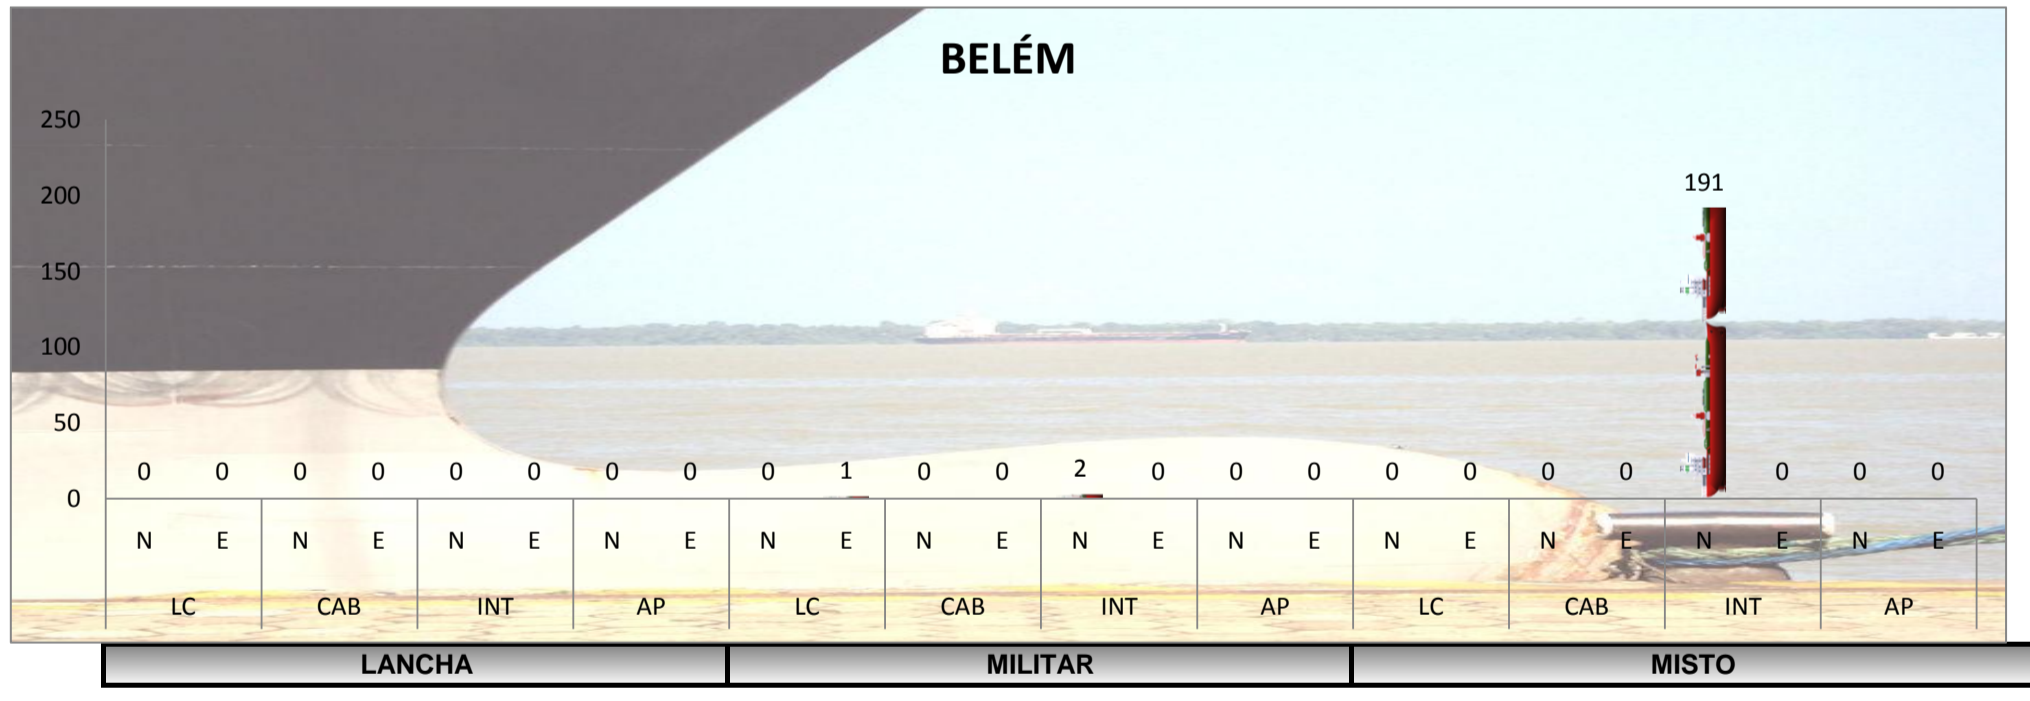 BELÉM
250
200
150
100
50
0
191
0 0 0 0 0 0 0 0 0 1 0 0 2 0 0 0 0 0 0 0 0 0 0
N E N E N E N E N E N E N E N E N E N E N E N E
LC CAB INT AP LC CAB INT AP LC CAB INT AP
LANCHA MILITAR MISTO